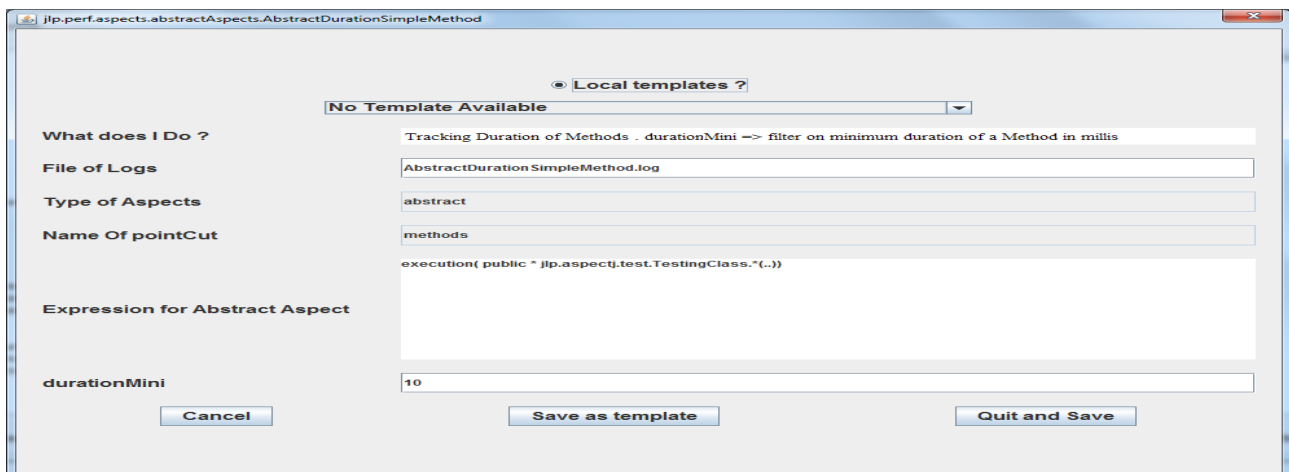 jlp.perf.aspects.abstractAspects.AbstractDurationSimpleMethod
Local templates ?
No Template Available
What does I Do ?
Tracking Duration of Methods . durationMini => filter on minimum duration of a Method in millis
File of Logs
AbstractDurationSimpleMethod.log
Type of Aspects
abstract
Name Of pointCut
methods
execution( public * jlp.aspectj.test.TestingClass.*(..))
Expression for Abstract Aspect
durationMini
10
Cancel
Save as template
Quit and Save